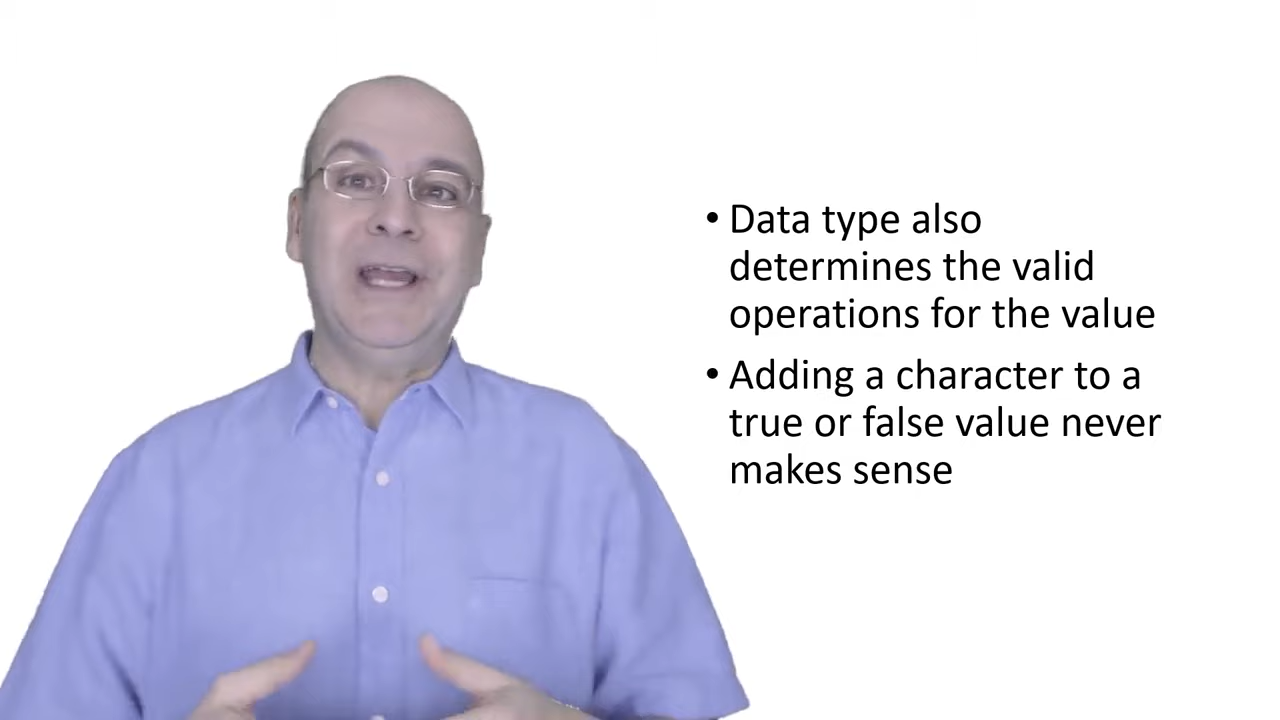 • Data type also
determines the valid
operations for the value
• Adding a character to a
true or false value never
makes sense